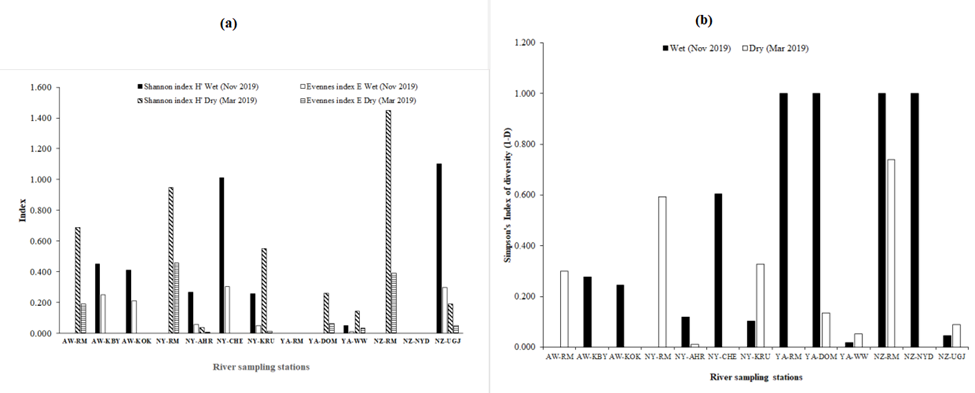 (a)
Shannon index H' Wet (Nov 2019)
Evennes index E Wet (Nov 2019)
Shannon index H' Dry (Mar 2019)
Evennes index E Dry (Mar 2019)
1.600
1.400
1.200
1.000
0.800
0.600
0.400
0.200
0.000
Index
AW-RM AW-KBY AW-KOK NY-RM NY-AHR NY-CHE NY-KRU YA-RM YA-DOM YA-WW NZ-RM NZ-NYD NZ-UGJ
River sampling stations
(b)
Wet (Nov 2019) Dry (Mar 2019)
1.200
1.000
0.800
0.600
0.400
0.200
0.000
Simpson's Index of diversity (1-D)
AW-RM AW-KBY AW-KOK NY-RM NY-AHR NY-CHE NY-KRU YA-RM YA-DOM YA-WW NZ-RM NZ-NYD NZ-UGJ
River sampling stations